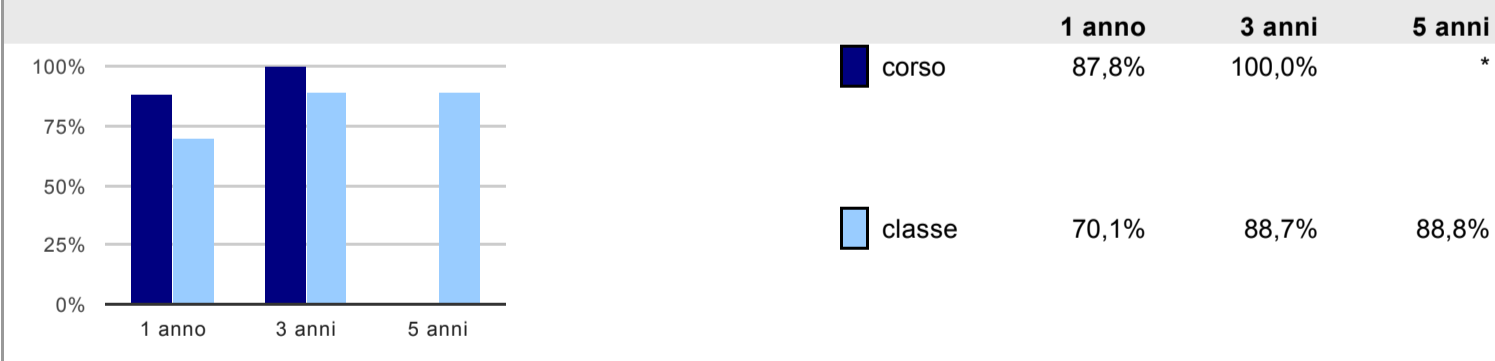 1 anno 3 anni 5 anni
100%
75%
50%
25%
0%
1 anno 3 anni 5 anni
corso 87,8% 100,0% *
classe 70,1% 88,7% 88,8%